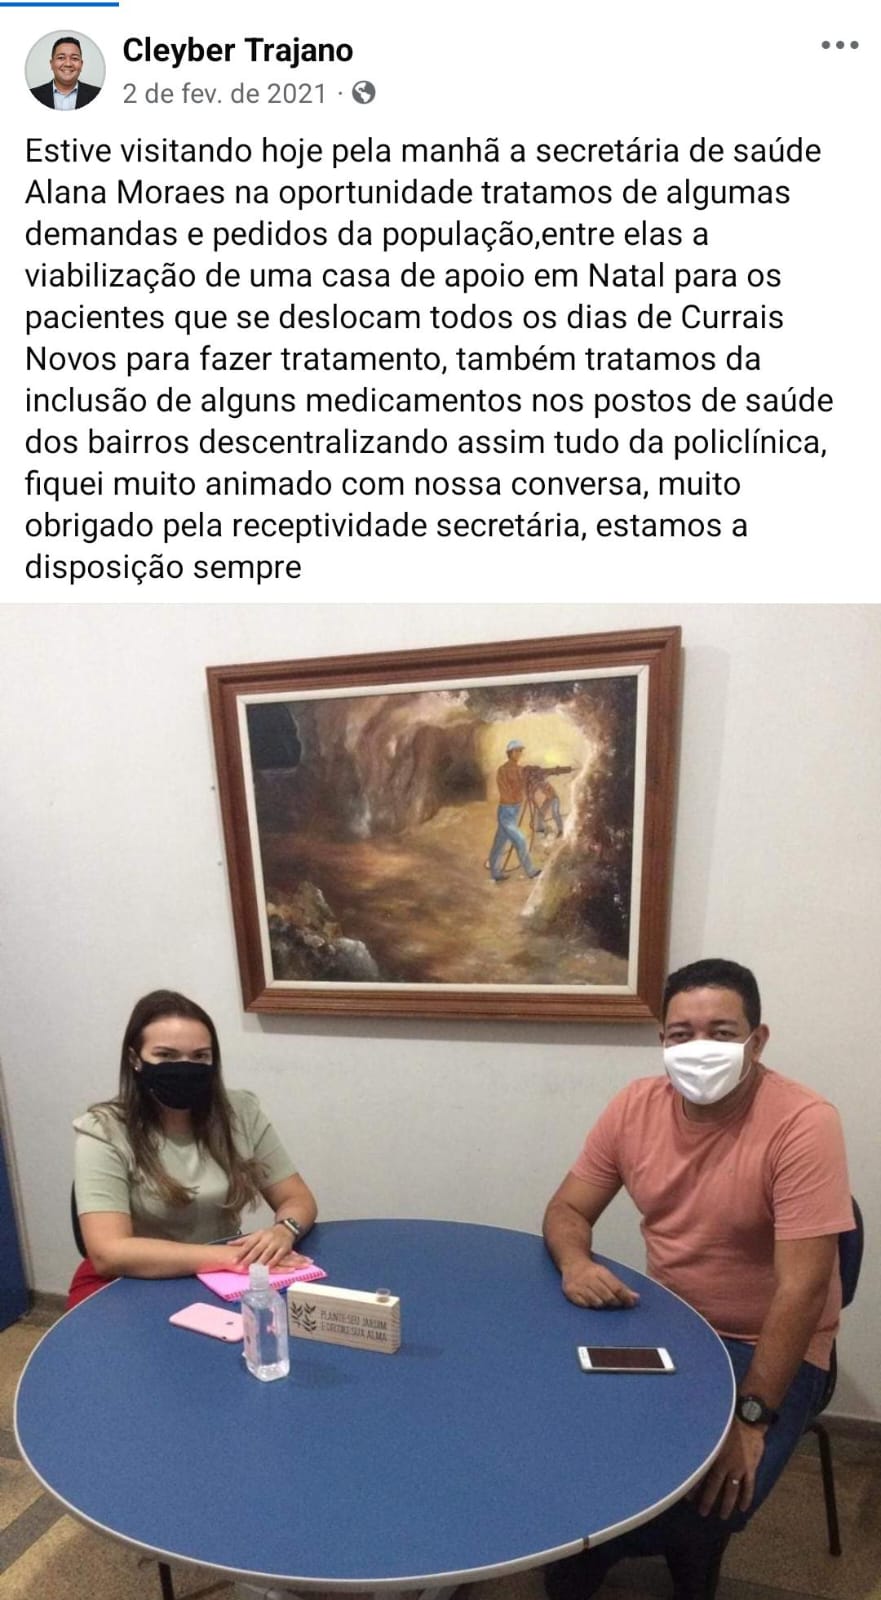 Cleyber Trajano
2 de fev. de 2021 ·
Estive visitando hoje pela manhã a secretária de saúde
Alana Moraes na oportunidade tratamos de algumas
demandas e pedidos da população,entre elas a
viabilização de uma casa de apoio em Natal para os
pacientes que se deslocam todos os dias de Currais
Novos para fazer tratamento, também tratamos da
inclusão de alguns medicamentos nos postos de saúde
dos bairros descentralizando assim tudo da policlínica,
fiquei muito animado com nossa conversa, muito
obrigado pela receptividade secretária, estamos a
disposição sempre
PLANTE SEU JARDIM
E DECORE SUA ALMA